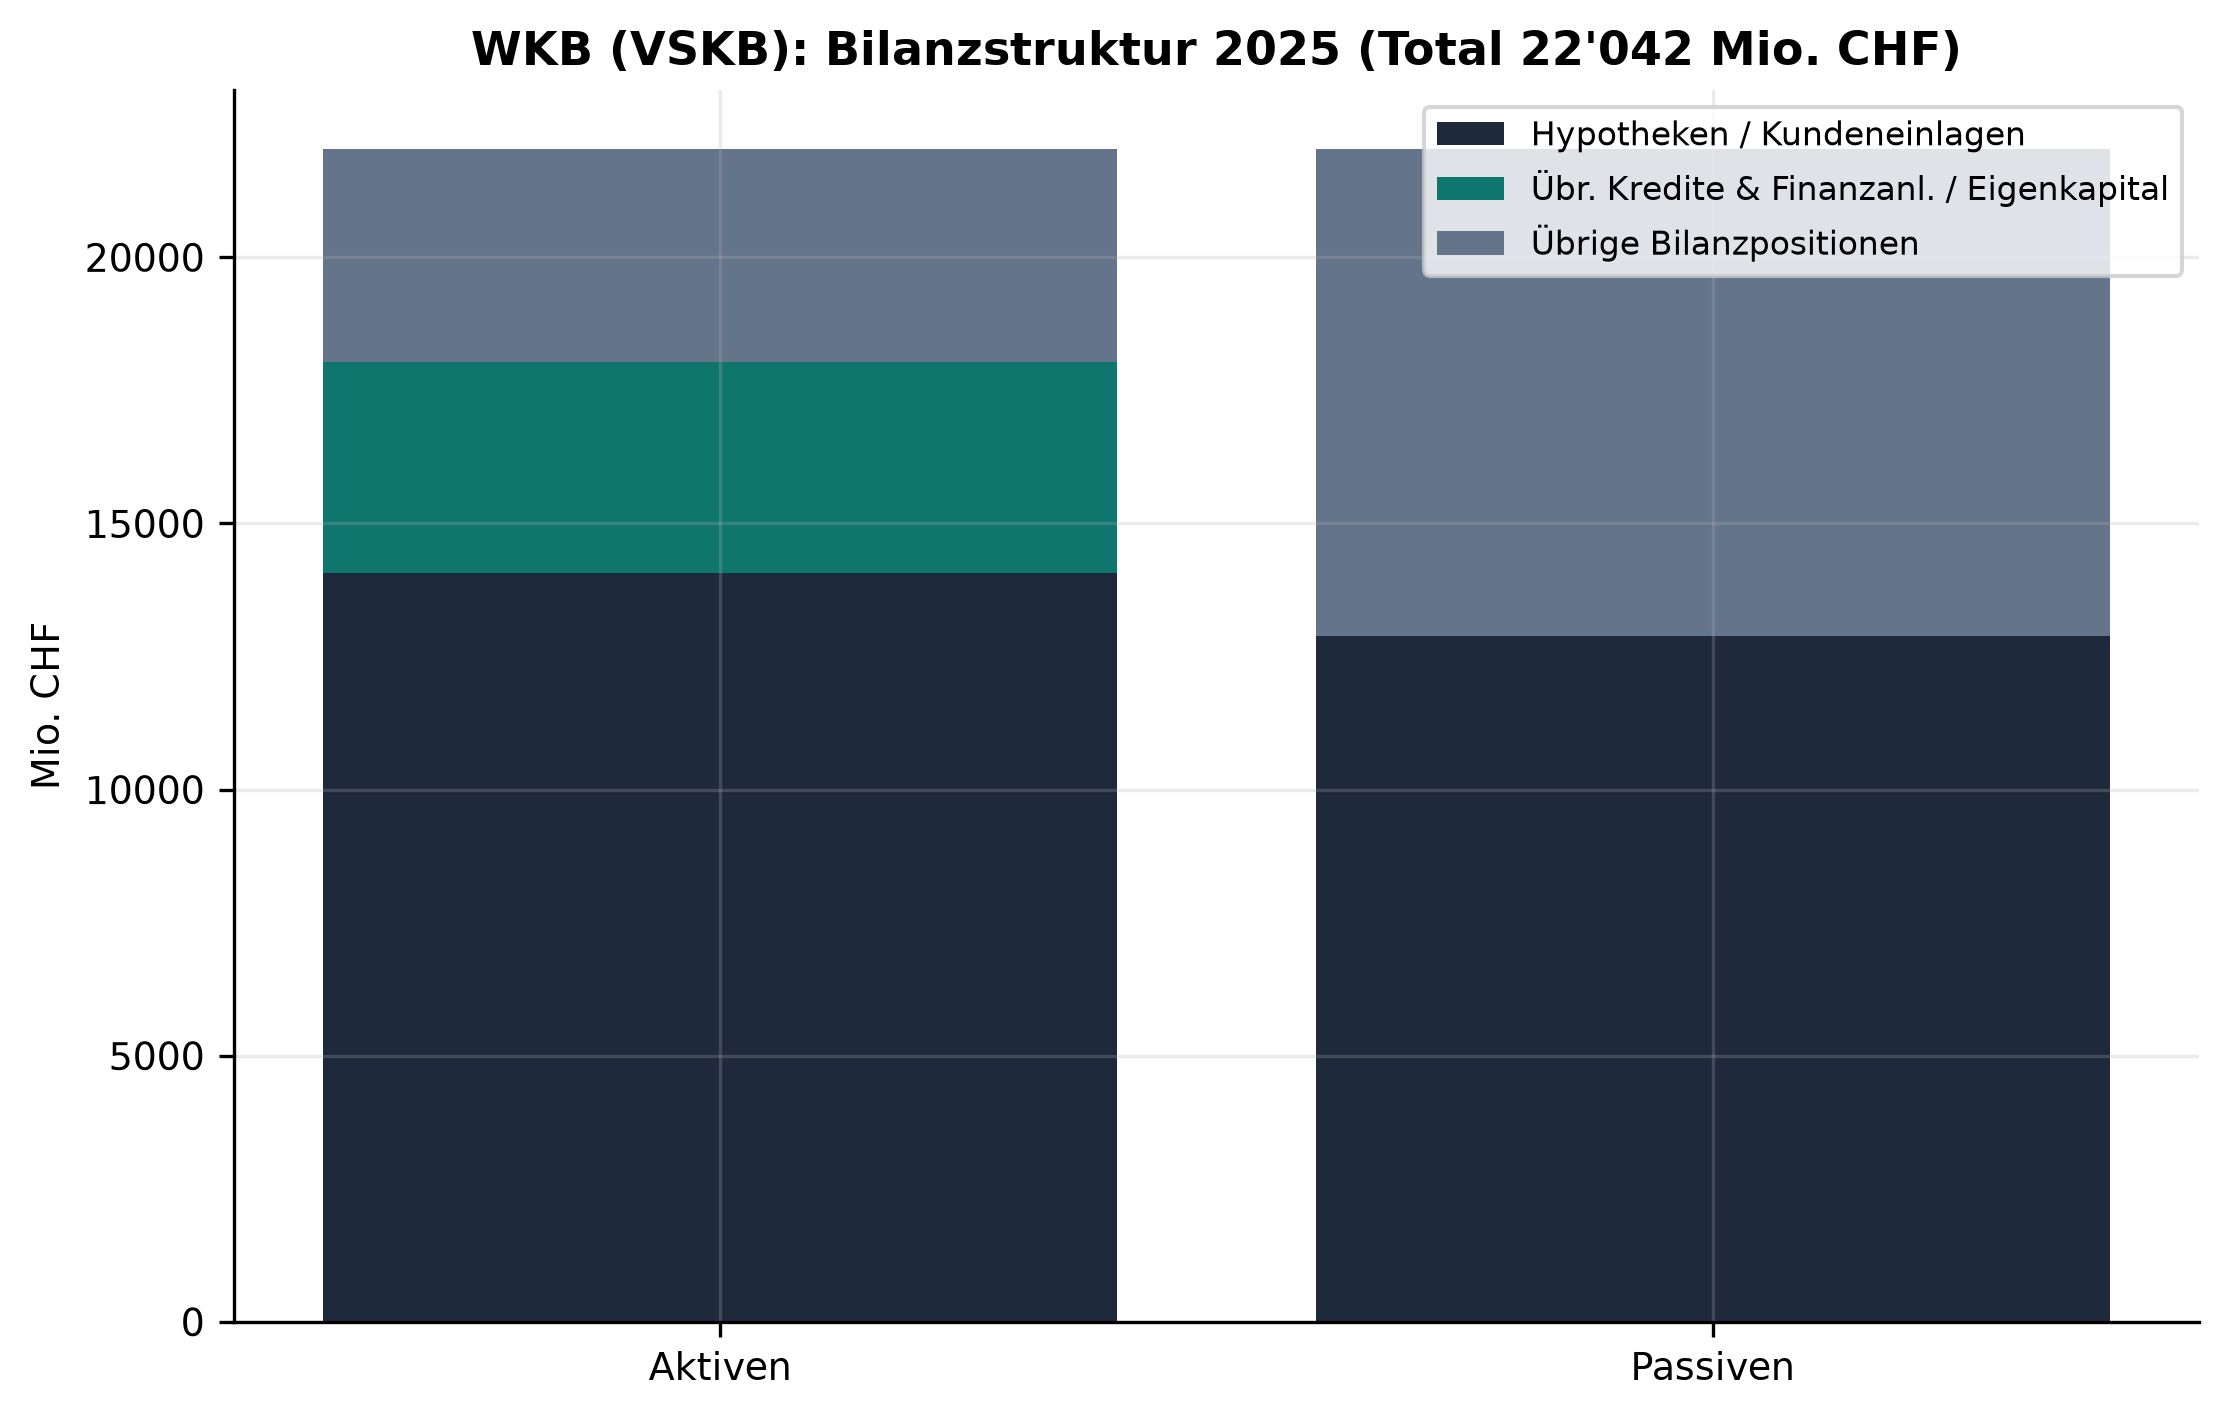 WKB (VSKB): Bilanzstruktur 2025 (Total 22'042 Mio. CHF)
Hypotheken / Kundeneinlagen
Übr. Kredite & Finanzanl. / Eigenkapital
Übrige Bilanzpositionen
Mio. CHF
20000
15000
10000
5000
0
Aktiven Passiven